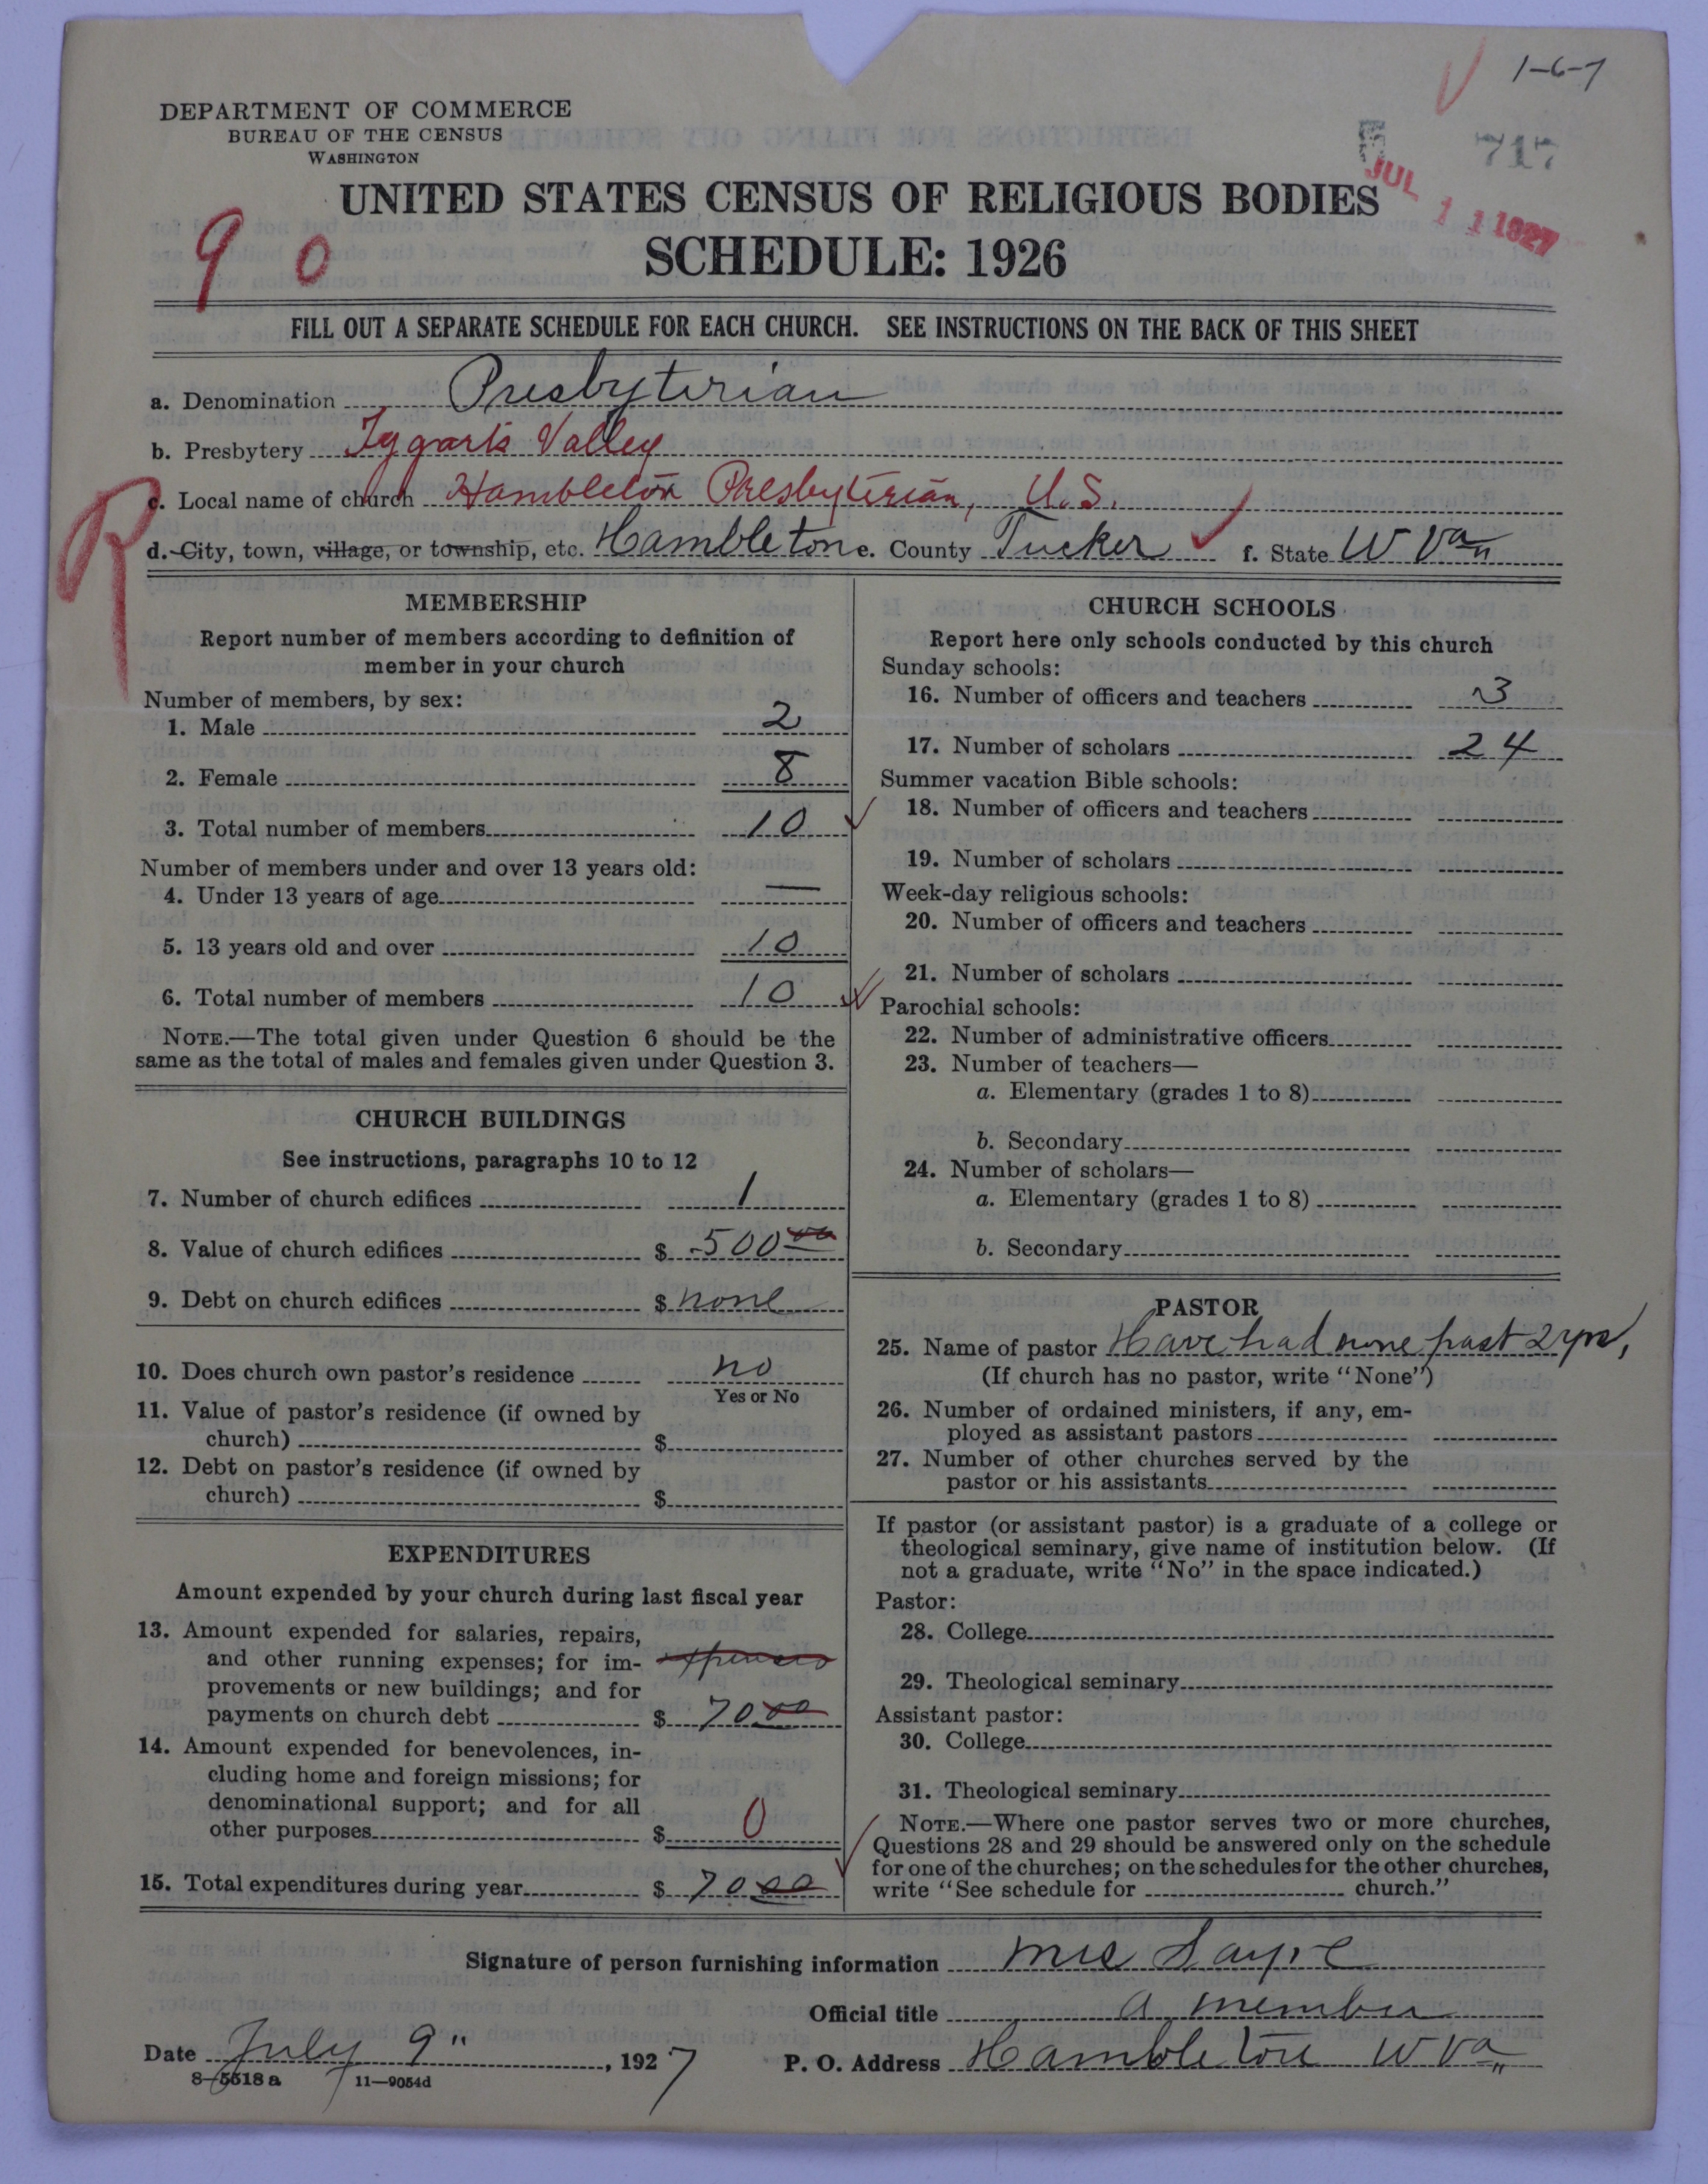 1-6-7
DEPARTMENT OF COMMERCE
BUREAU OF THE CENSUS
WASHINGTON
717
JUL 11 1927
UNITED STATES CENSUS OF RELIGIOUS BODIES
SCHEDULE: 1926
9 0
FILL OUT A SEPARATE SCHEDULE FOR EACH CHURCH. SEE INSTRUCTIONS ON THE BACK OF THIS SHEET
a. Denomination Presbyterian
b. Presbytery Tygarts Valley
R
c. Local name of church Hambleton Presbyterian, U.S.
d. City, town, village, or township, etc. Hambleton e. County Tucker f. State W Va
MEMBERSHIP
Report number of members according to definition of
member in your church
Number of members, by sex:
1. Male 2
2. Female 8
3. Total number of members 10
Number of members under and over 13 years old:
4. Under 13 years of age —
5. 13 years old and over 10
6. Total number of members 10
NOTE.—The total given under Question 6 should be the
same as the total of males and females given under Question 3.
CHURCH BUILDINGS
See instructions, paragraphs 10 to 12
7. Number of church edifices 1
8. Value of church edifices $ 500 00
9. Debt on church edifices $ none
10. Does church own pastor's residence no
Yes or No
11. Value of pastor's residence (if owned by
church) $
12. Debt on pastor's residence (if owned by
church) $
EXPENDITURES
Amount expended by your church during last fiscal year
13. Amount expended for salaries, repairs,
and other running expenses; for im-
provements or new buildings; and for
payments on church debt $ 70 00
14. Amount expended for benevolences, in-
cluding home and foreign missions; for
denominational support; and for all
other purposes $ 0
15. Total expenditures during year $ 70 00
CHURCH SCHOOLS
Report here only schools conducted by this church
Sunday schools:
16. Number of officers and teachers 3
17. Number of scholars 24
Summer vacation Bible schools:
18. Number of officers and teachers
19. Number of scholars
Week-day religious schools:
20. Number of officers and teachers
21. Number of scholars
Parochial schools:
22. Number of administrative officers
23. Number of teachers—
a. Elementary (grades 1 to 8)
b. Secondary
24. Number of scholars—
a. Elementary (grades 1 to 8)
b. Secondary
PASTOR
25. Name of pastor Have had none past 2 yrs,
(If church has no pastor, write "None")
26. Number of ordained ministers, if any, em-
ployed as assistant pastors
27. Number of other churches served by the
pastor or his assistants
If pastor (or assistant pastor) is a graduate of a college or
theological seminary, give name of institution below. (If
not a graduate, write "No" in the space indicated.)
Pastor:
28. College
29. Theological seminary
Assistant pastor:
30. College
31. Theological seminary
NOTE.—Where one pastor serves two or more churches,
Questions 28 and 29 should be answered only on the schedule
for one of the churches; on the schedules for the other churches,
write "See schedule for church."
Signature of person furnishing information Mrs Sayre
Official title a member
Date July 9", 1927 P. O. Address Hambleton W Va
8-5518 a 11-9054d